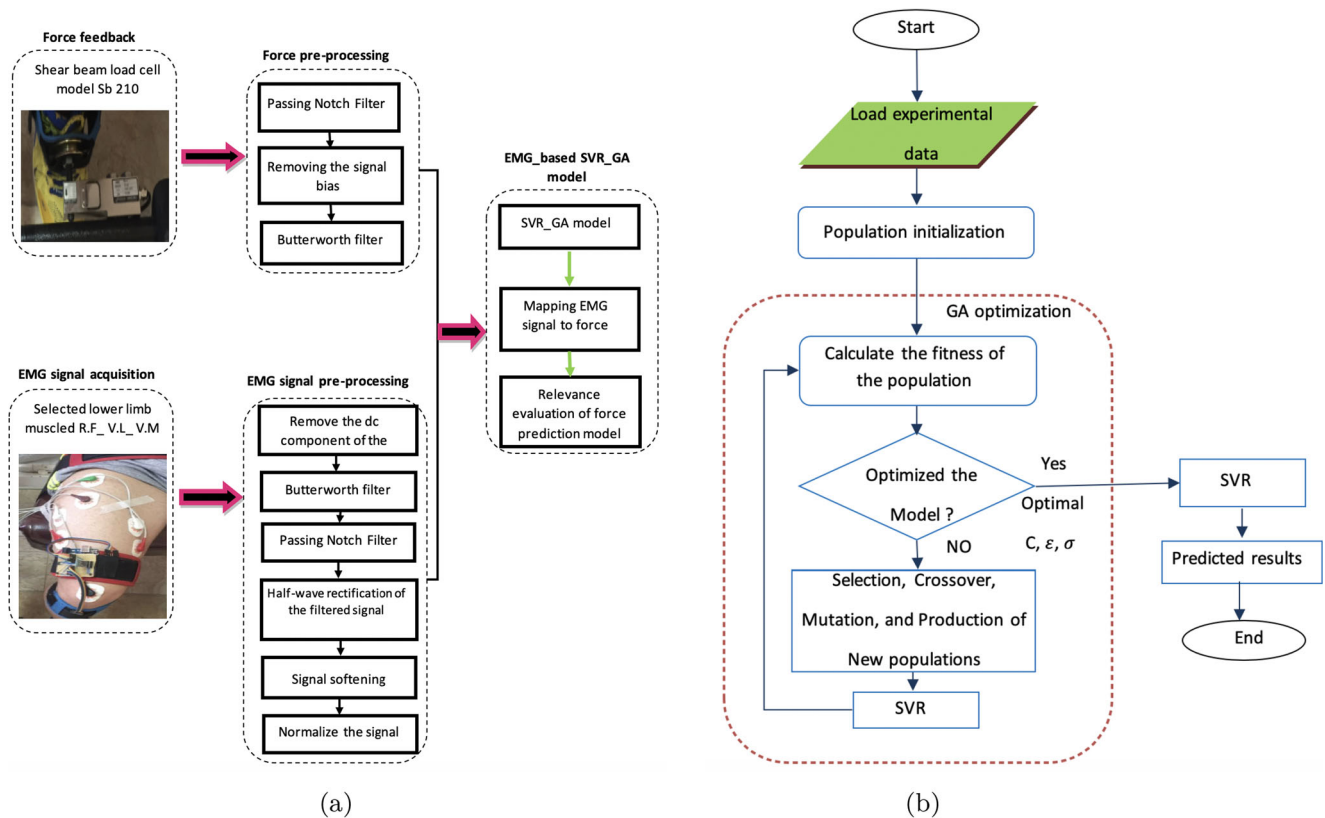 Force feedback
Shear beam load cell
model Sb 210
Force pre-processing
Passing Notch Filter
Removing the signal
bias
Butterworth filter
EMG signal acquisition
Selected lower limb
muscled R.F_ V.L_ V.M
EMG signal pre-processing
Remove the dc
component of the
Butterworth filter
Passing Notch Filter
Half-wave rectification of
the filtered signal
Signal softening
Normalize the signal
EMG_based SVR_GA
model
SVR_GA model
Mapping EMG
signal to force
Relevance
evaluation of force
prediction model
(a)
Start
Load experimental
data
Population initialization
GA optimization
Calculate the fitness of
the population
Optimized the
Model ?
Yes
Optimal
C, ε, σ
NO
Selection, Crossover,
Mutation, and Production of
New populations
SVR
SVR
Predicted results
End
(b)